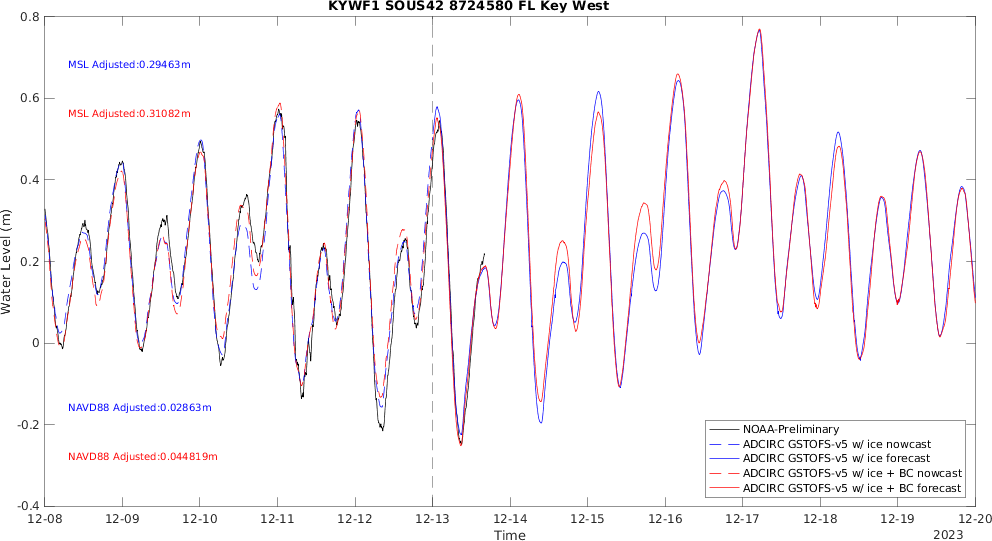 KYWF1 SOUS42 8724580 FL Key West
0.8
0.6
0.4
0.2
0
-0.2
-0.4
Water Level (m)
MSL Adjusted:0.29463m
MSL Adjusted:0.31082m
NAVD88 Adjusted:0.02863m
NAVD88 Adjusted:0.044819m
NOAA-Preliminary
ADCIRC GSTOFS-v5 w/ ice nowcast
ADCIRC GSTOFS-v5 w/ ice forecast
ADCIRC GSTOFS-v5 w/ ice + BC nowcast
ADCIRC GSTOFS-v5 w/ ice + BC forecast
12-08 12-09 12-10 12-11 12-12 12-13 12-14 12-15 12-16 12-17 12-18 12-19 12-20
Time
2023